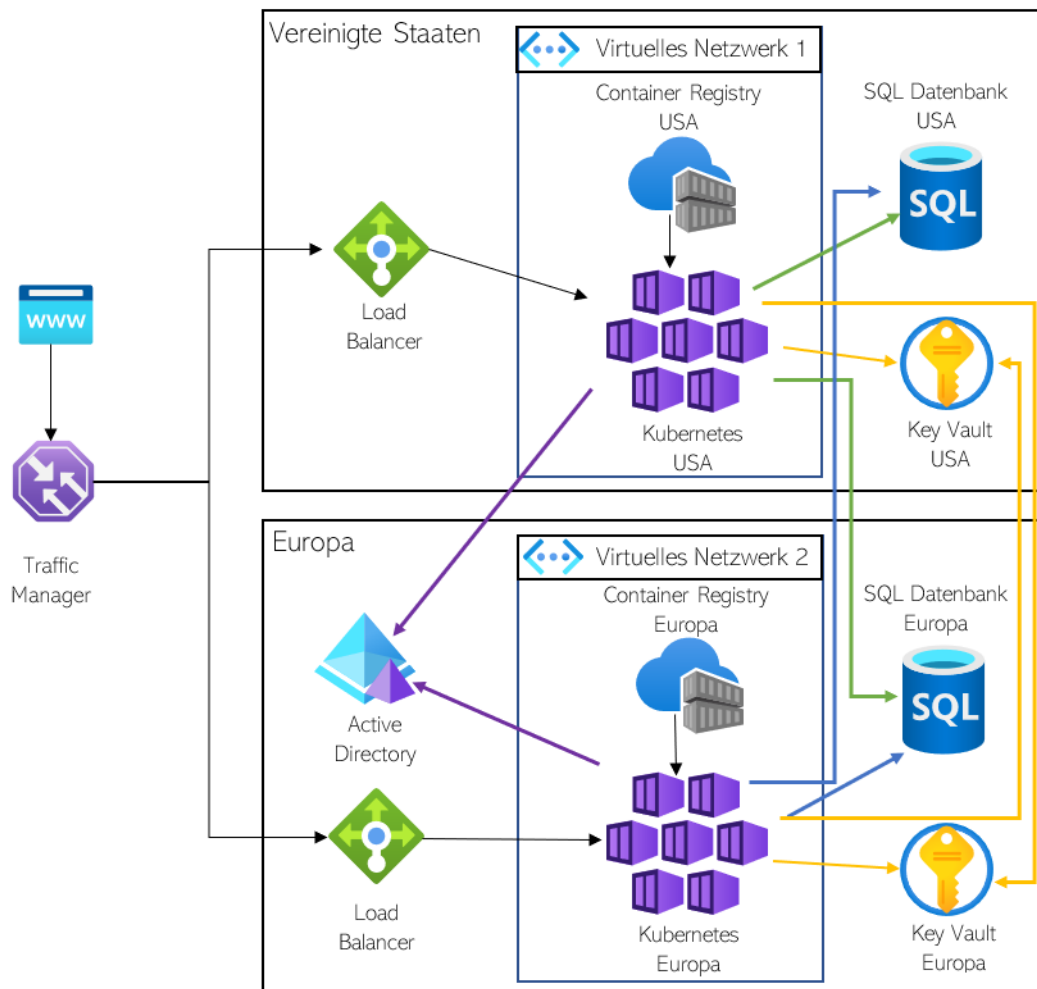 Vereinigte Staaten
Virtuelles Netzwerk 1
Container Registry
USA
SQL Datenbank
USA
SQL
Load
Balancer
www
Key Vault
USA
Kubernetes
USA
Traffic
Manager
Europa
Virtuelles Netzwerk 2
Container Registry
Europa
SQL Datenbank
Europa
SQL
Active
Directory
Load
Balancer
Kubernetes
Europa
Key Vault
Europa